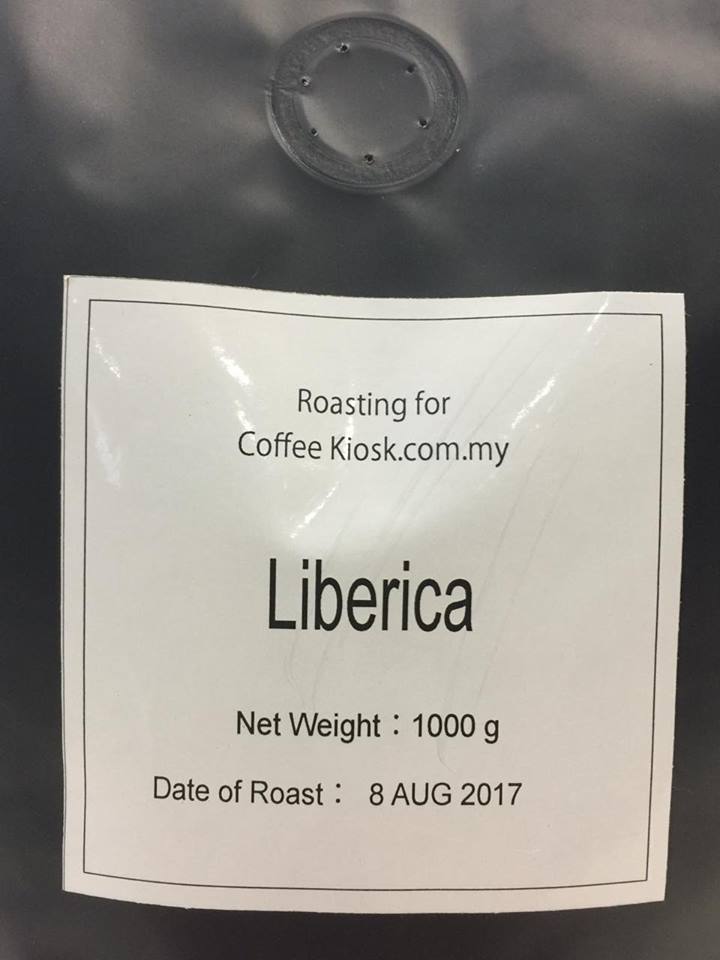 Roasting for
Coffee Kiosk.com.my
Liberica
Net Weight：1000 g
Date of Roast： 8 AUG 2017